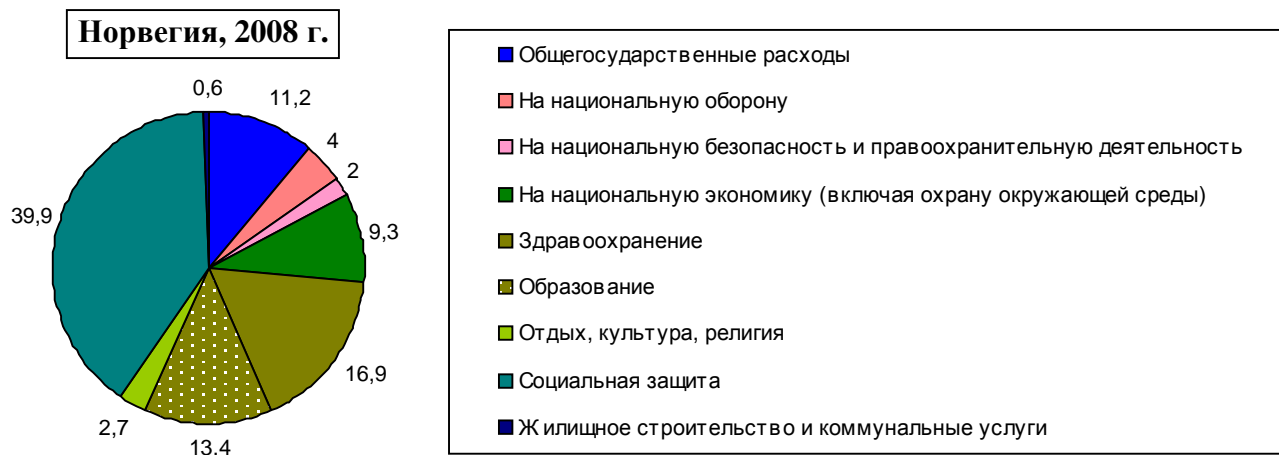 Норвегия, 2008 г.
0,6
11,2
4
2
9,3
16,9
13,4
2,7
39,9
Общегосударственные расходы
На национальную оборону
На национальную безопасность и правоохранительную деятельность
На национальную экономику (включая охрану окружающей среды)
Здравоохранение
Образование
Отдых, культура, религия
Социальная защита
Жилищное строительство и коммунальные услуги